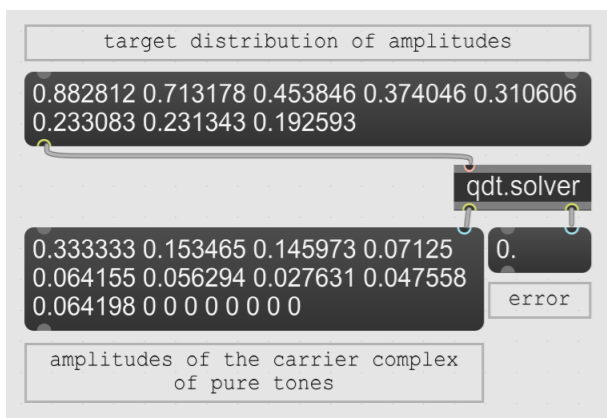 target distribution of amplitudes
0.882812 0.713178 0.453846 0.374046 0.310606
0.233083 0.231343 0.192593
qdt.solver
0.333333 0.153465 0.145973 0.07125
0.064155 0.056294 0.027631 0.047558
0.064198 0 0 0 0 0 0 0 0
0.
error
amplitudes of the carrier complex
of pure tones